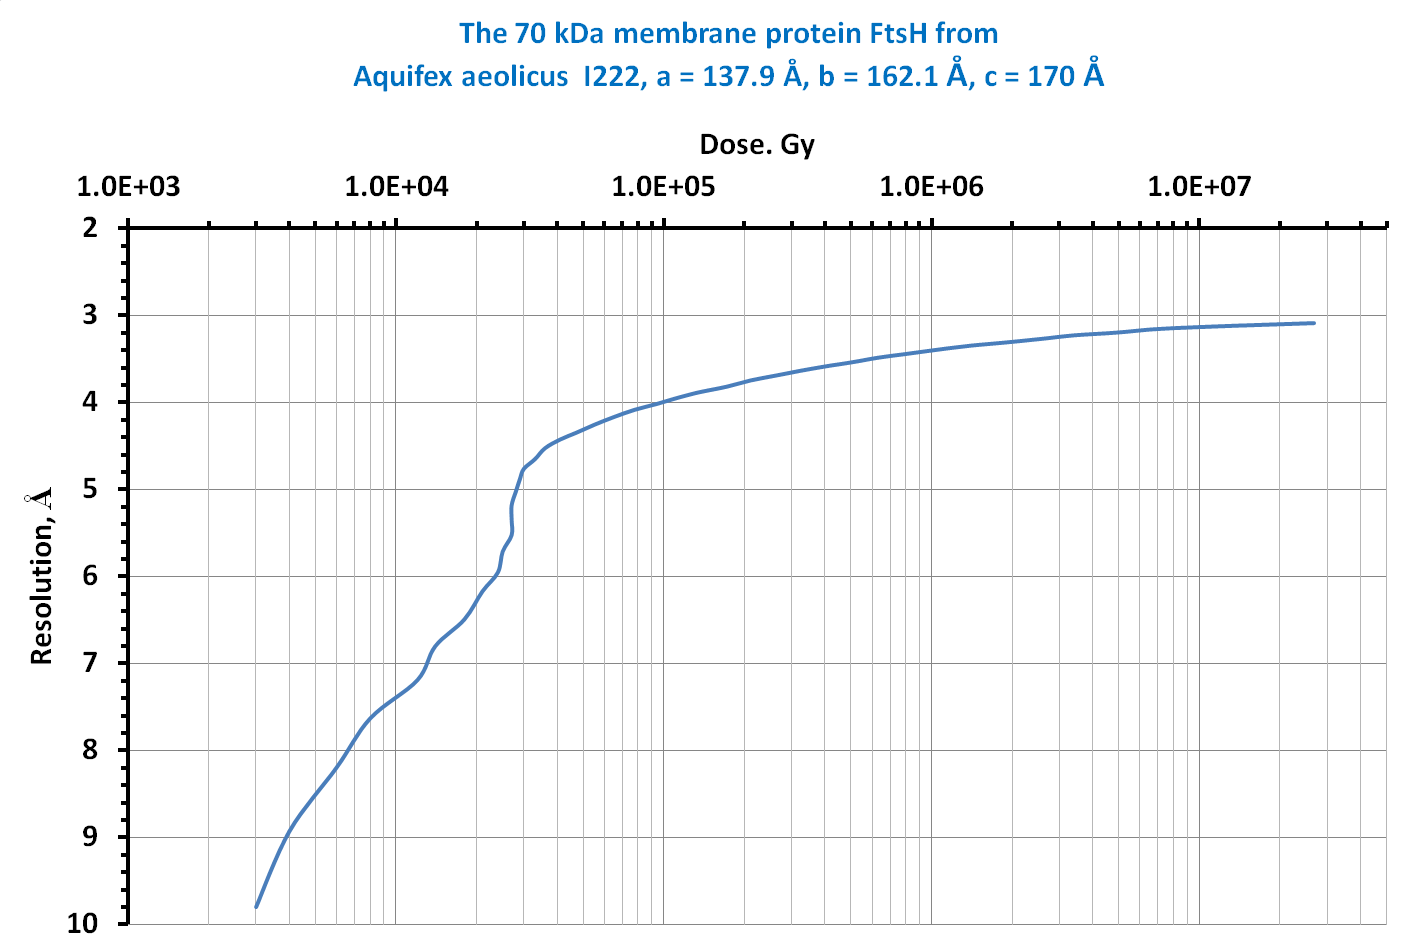 The 70 kDa membrane protein FtsH from
Aquifex aeolicus I222, a = 137.9 Å, b = 162.1 Å, c = 170 Å
Dose. Gy
1.0E+03 1.0E+04 1.0E+05 1.0E+06 1.0E+07
2
3
4
5
6
7
8
9
10
Resolution, Å